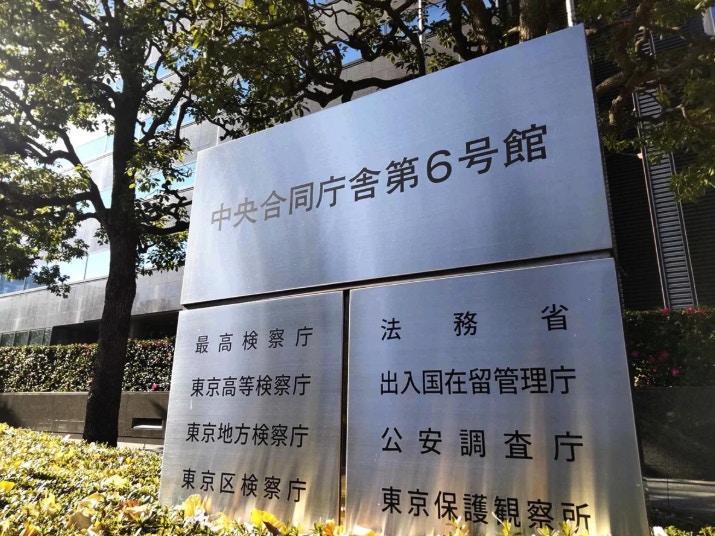 中央合同庁舎第6号館
最高検察庁
東京高等検察庁
東京地方検察庁
東京区検察庁
法務省
出入国在留管理庁
公安調査庁
東京保護観察所